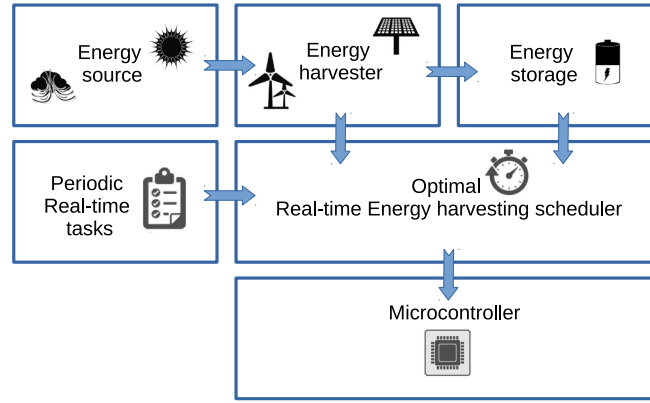 Energy
source
Energy
harvester
Energy
storage
Periodic
Real-time
tasks
Optimal
Real-time Energy harvesting scheduler
Microcontroller